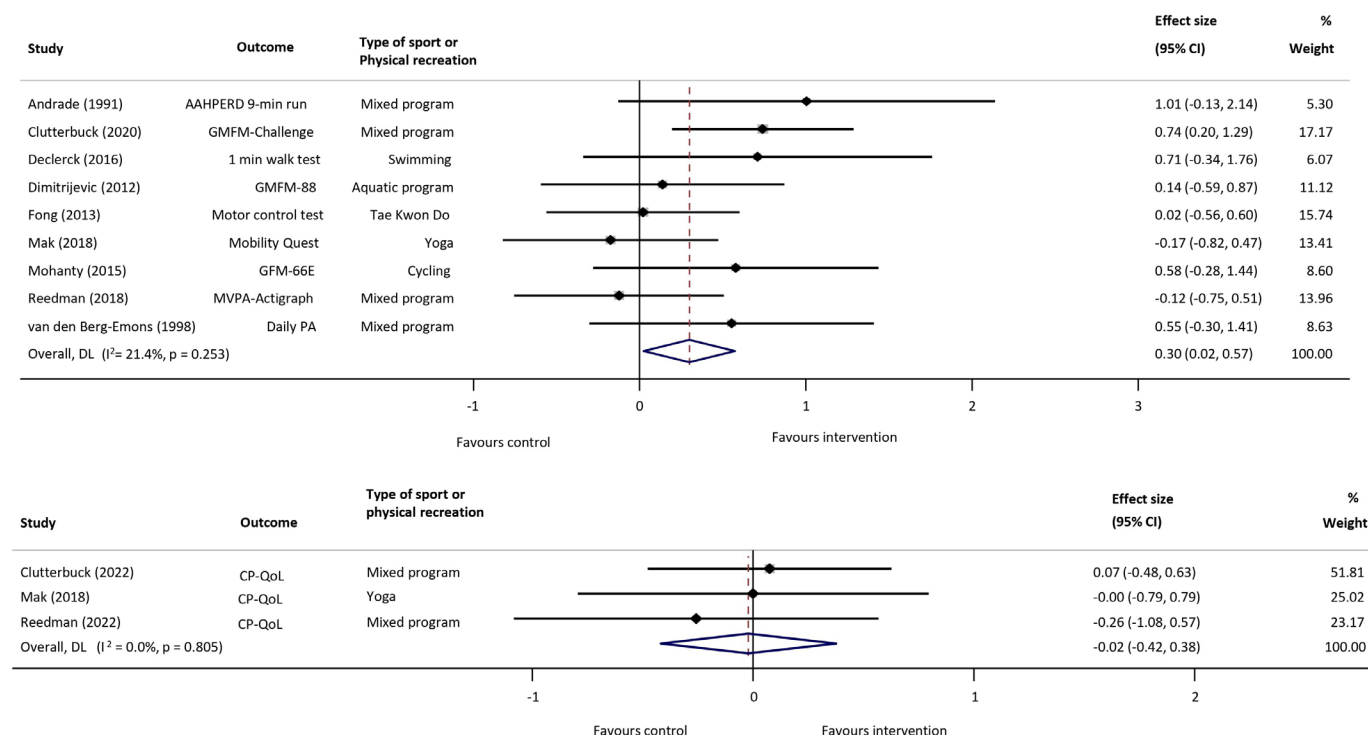 Study Outcome Type of sport or Physical recreation Effect size (95% CI) % Weight
Andrade (1991) AAHPERD 9-min run Mixed program 1.01 (-0.13, 2.14) 5.30
Clutterbuck (2020) GMFM-Challenge Mixed program 0.74 (0.20, 1.29) 17.17
Declerck (2016) 1 min walk test Swimming 0.71 (-0.34, 1.76) 6.07
Dimitrijevic (2012) GMFM-88 Aquatic program 0.14 (-0.59, 0.87) 11.12
Fong (2013) Motor control test Tae Kwon Do 0.02 (-0.56, 0.60) 15.74
Mak (2018) Mobility Quest Yoga -0.17 (-0.82, 0.47) 13.41
Mohanty (2015) GFM-66E Cycling 0.58 (-0.28, 1.44) 8.60
Reedman (2018) MVPA-Actigraph Mixed program -0.12 (-0.75, 0.51) 13.96
van den Berg-Emons (1998) Daily PA Mixed program 0.55 (-0.30, 1.41) 8.63
Overall, DL (I²= 21.4%, p = 0.253) 0.30 (0.02, 0.57) 100.00
-1 0 1 2 3
Favours control Favours intervention
Study Outcome Type of sport or physical recreation Effect size (95% CI) % Weight
Clutterbuck (2022) CP-QoL Mixed program 0.07 (-0.48, 0.63) 51.81
Mak (2018) CP-QoL Yoga -0.00 (-0.79, 0.79) 25.02
Reedman (2022) CP-QoL Mixed program -0.26 (-1.08, 0.57) 23.17
Overall, DL (I² = 0.0%, p = 0.805) -0.02 (-0.42, 0.38) 100.00
-1 0 1 2
Favours control Favours intervention